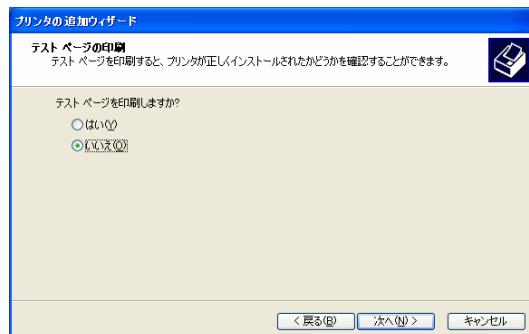 プリンタの追加ウィザード
テスト ページの印刷
テスト ページを印刷すると、プリンタが正しくインストールされたかどうかを確認することができます。
テスト ページを印刷しますか?
はい(Y)
いいえ(O)
< 戻る(B) 次へ(N) > キャンセル